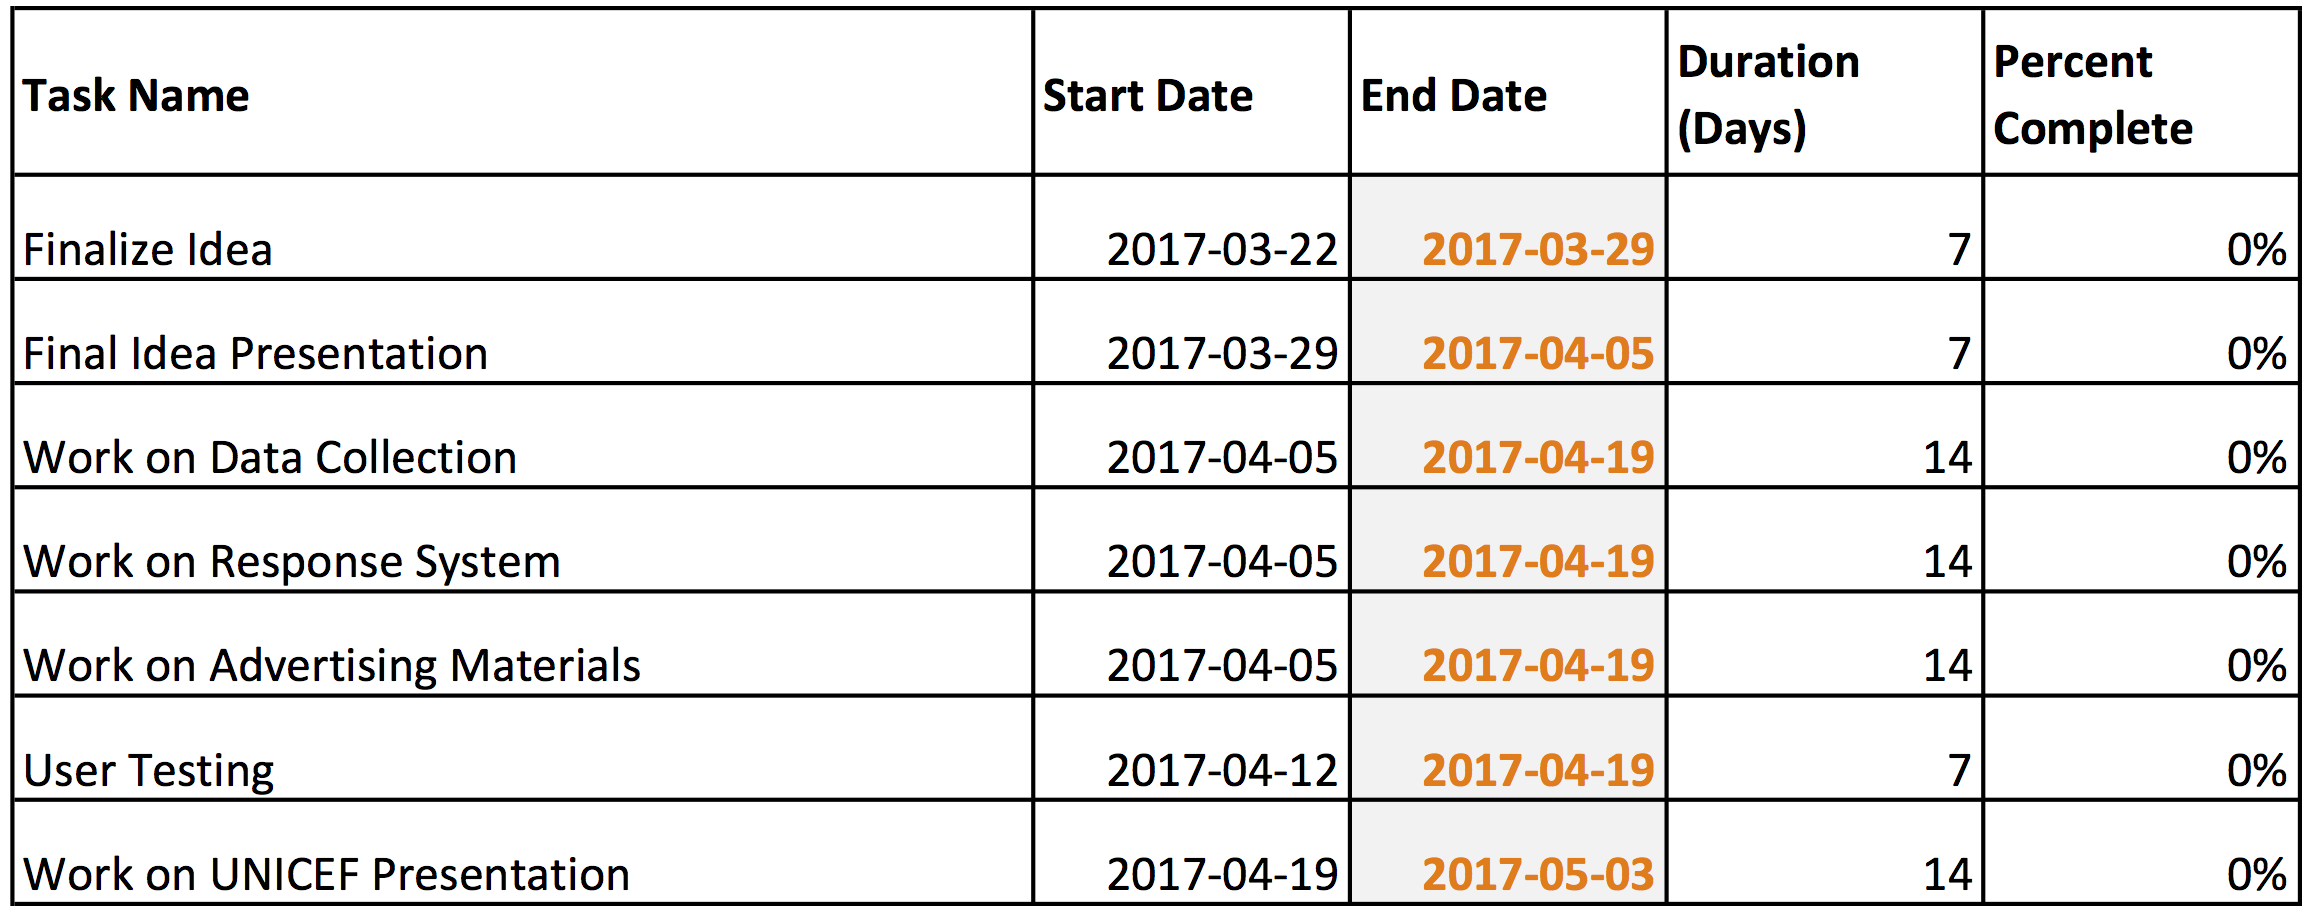 Task Name Start Date End Date Duration (Days) Percent Complete
Finalize Idea 2017-03-22 2017-03-29 7 0%
Final Idea Presentation 2017-03-29 2017-04-05 7 0%
Work on Data Collection 2017-04-05 2017-04-19 14 0%
Work on Response System 2017-04-05 2017-04-19 14 0%
Work on Advertising Materials 2017-04-05 2017-04-19 14 0%
User Testing 2017-04-12 2017-04-19 7 0%
Work on UNICEF Presentation 2017-04-19 2017-05-03 14 0%